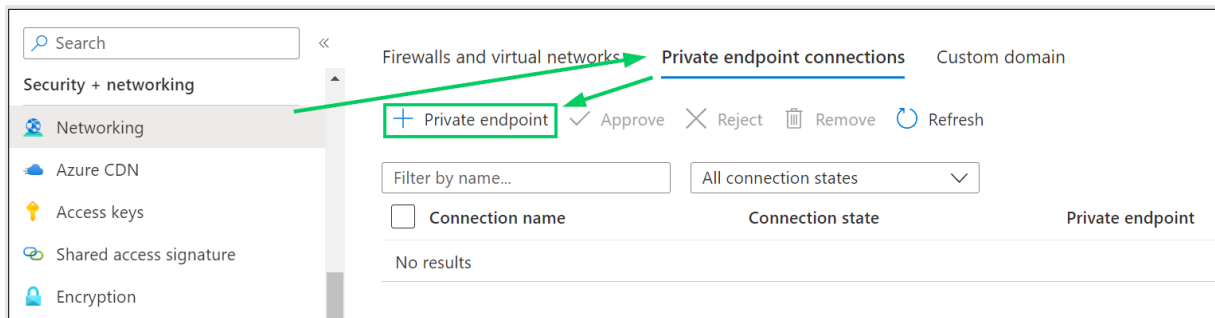 Search
Security + networking
Networking
Azure CDN
Access keys
Shared access signature
Encryption
Firewalls and virtual networks
Private endpoint connections
Custom domain
Private endpoint
Approve
Reject
Remove
Refresh
Filter by name...
All connection states
Connection name
Connection state
Private endpoint
No results